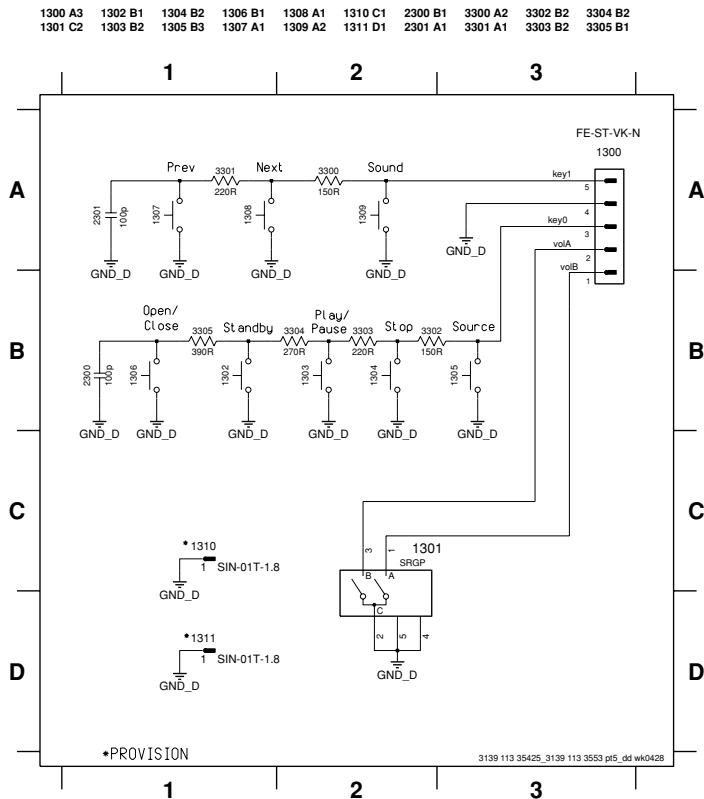 1300 A3 1302 B1 1304 B2 1306 B1 1308 A1 1310 C1 2300 B1 3300 A2 3302 B2 3304 B2
1301 C2 1303 B2 1305 B3 1307 A1 1309 A2 1311 D1 2301 A1 3301 A1 3303 B2 3305 B1
1 2 3
FE-ST-VK-N
1300
A A
Prev 3301 Next 3300 Sound key1
220R 150R 5
2301 100p 1307 1308 1309
4
key0
3
GND_D
volA
2
volB
1
GND_D GND_D GND_D GND_D
B B
Open/ Play/
Close 3305 Standby 3304 Pause 3303 Stop 3302 Source
390R 270R 220R 150R
2300 100p 1306 1302 1303 1304 1305
GND_D GND_D GND_D GND_D GND_D GND_D
C C
* 1310
1 SIN-01T-1.8
GND_D
3 1 1301
SRGP
B A
C
2 5 4
GND_D
D D
*1311
1 SIN-01T-1.8
GND_D
*PROVISION
3139 113 35425_3139 113 3553 pt5_dd wk0428
1 2 3